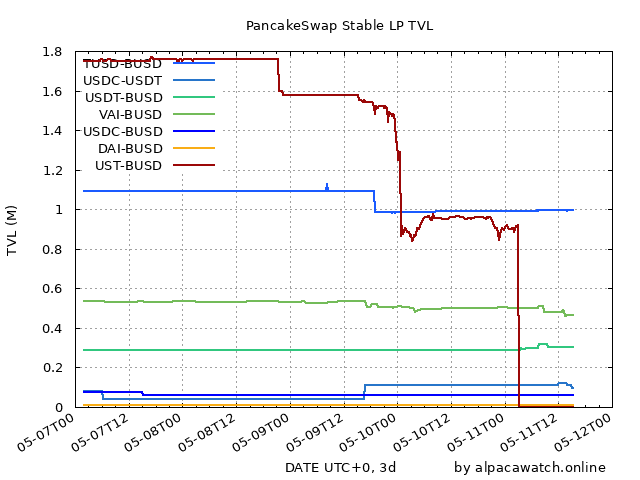 PancakeSwap Stable LP TVL
TVL (M)
1.8
1.6
1.4
1.2
1
0.8
0.6
0.4
0.2
0
TUSD-BUSD
USDC-USDT
USDT-BUSD
VAI-BUSD
USDC-BUSD
DAI-BUSD
UST-BUSD
05-07T00
05-07T12
05-08T00
05-08T12
05-09T00
05-09T12
05-10T00
05-10T12
05-11T00
05-11T12
05-12T00
DATE UTC+0, 3d
by alpacawatch.online